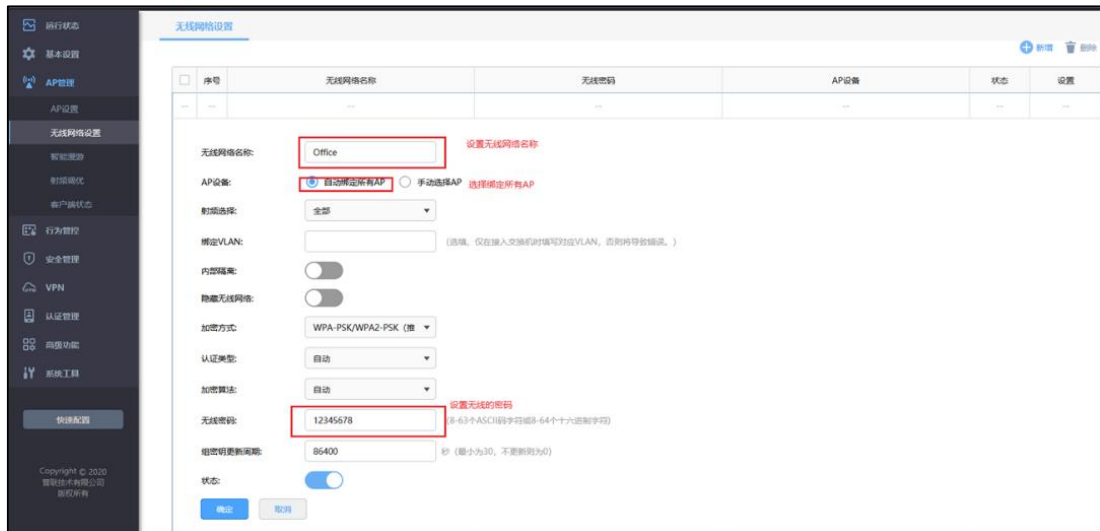 运行状态
基本设置
AP管理
AP设置
无线网络设置
智能漫游
射频调优
客户端状态
行为管控
安全管理
VPN
认证管理
高级功能
系统工具
快速配置
Copyright © 2020
普联技术有限公司
版权所有
无线网络设置
新增 删除
序号 无线网络名称 无线密码 AP设备 状态 设置
-- -- -- -- -- -- --
无线网络名称: Office 设置无线网络名称
AP设备: 自动绑定所有AP 手动选择AP 选择绑定所有AP
射频选择: 全部
绑定VLAN: (选填，仅在接入交换机时填写对应VLAN，否则将导致错误。)
内部隔离:
隐藏无线网络:
加密方式: WPA-PSK/WPA2-PSK (推
认证类型: 自动
加密算法: 自动
设置无线的密码
无线密码: 12345678 (8-63个ASCII码字符或8-64个十六进制字符)
组密钥更新周期: 86400 秒 (最小为30，不更新则为0)
状态:
确定 取消